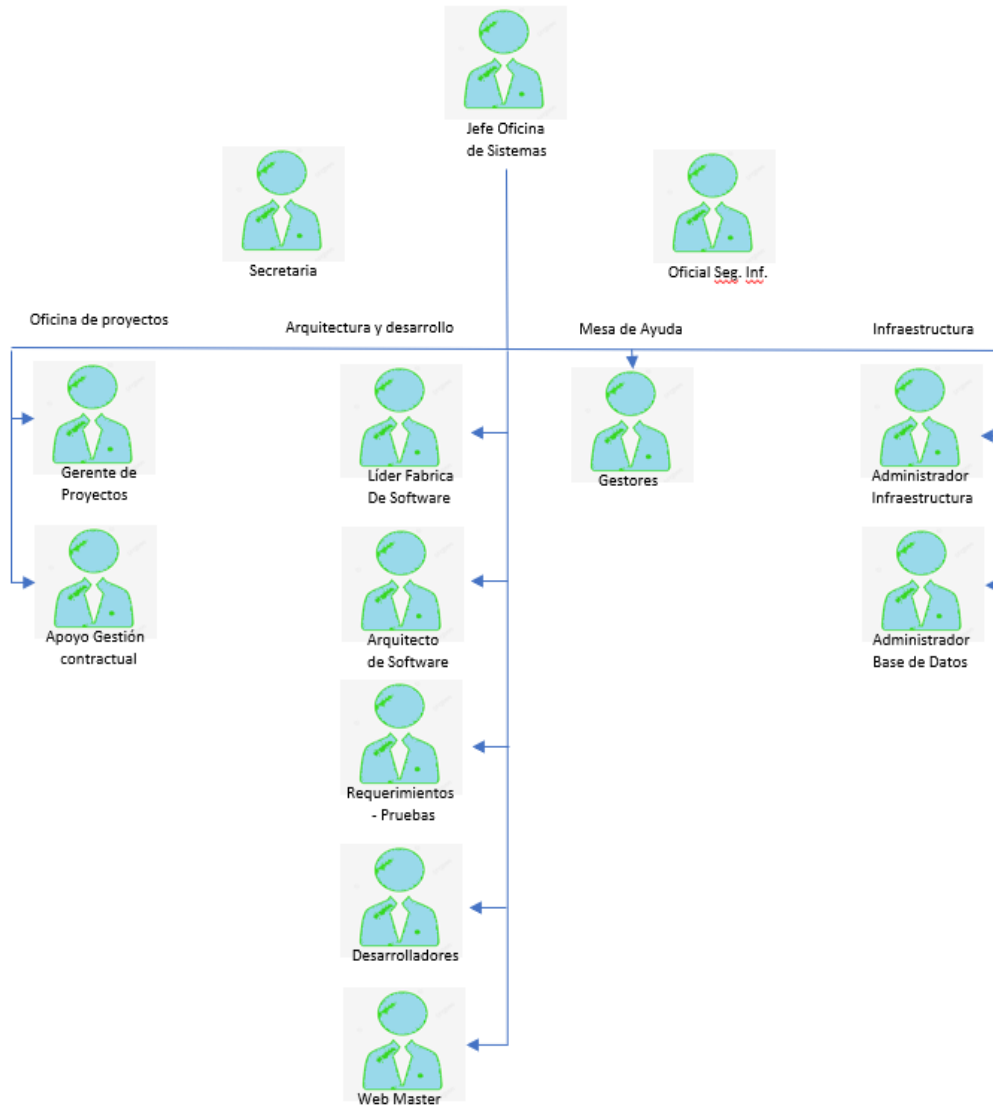 Jefe Oficina
de Sistemas
Secretaria
Oficial Seg. Inf.
Oficina de proyectos
Arquitectura y desarrollo
Mesa de Ayuda
Infraestructura
Gerente de
Proyectos
Líder Fabrica
De Software
Gestores
Administrador
Infraestructura
Apoyo Gestión
contractual
Arquitecto
de Software
Administrador
Base de Datos
Requerimientos
- Pruebas
Desarrolladores
Web Master